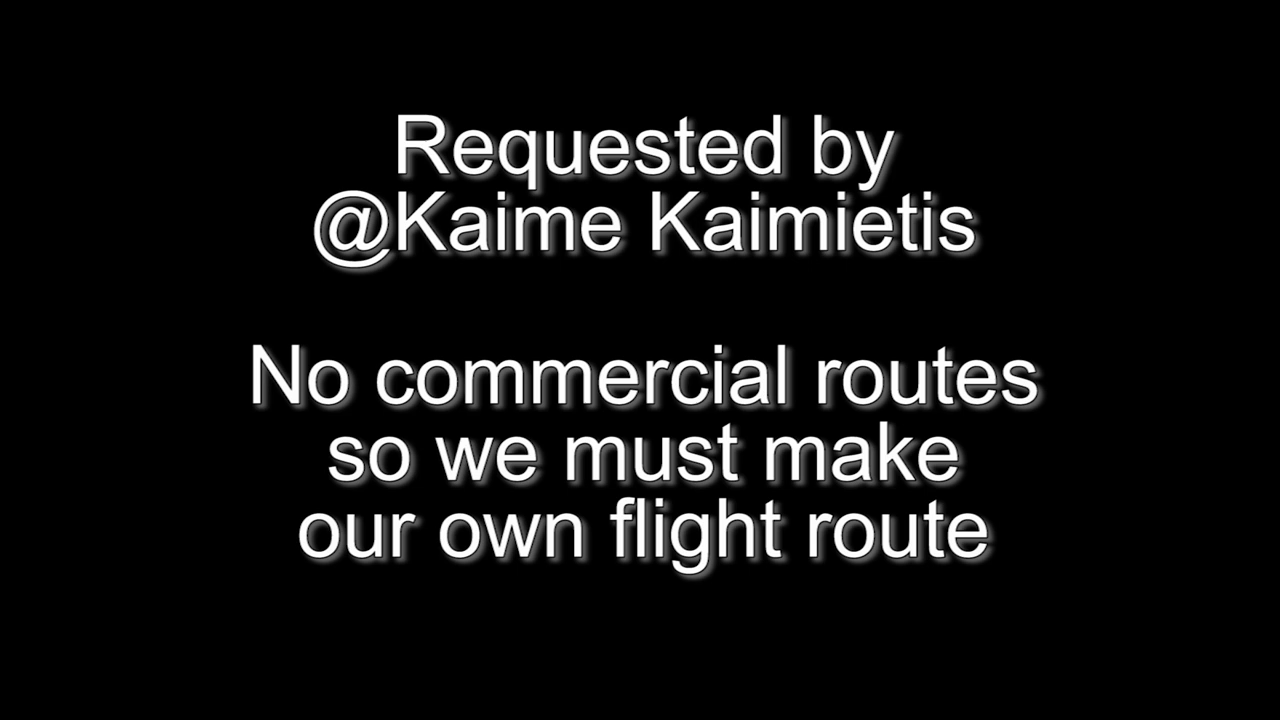 Requested by
@Kaime Kaimietis
No commercial routes
so we must make
our own flight route